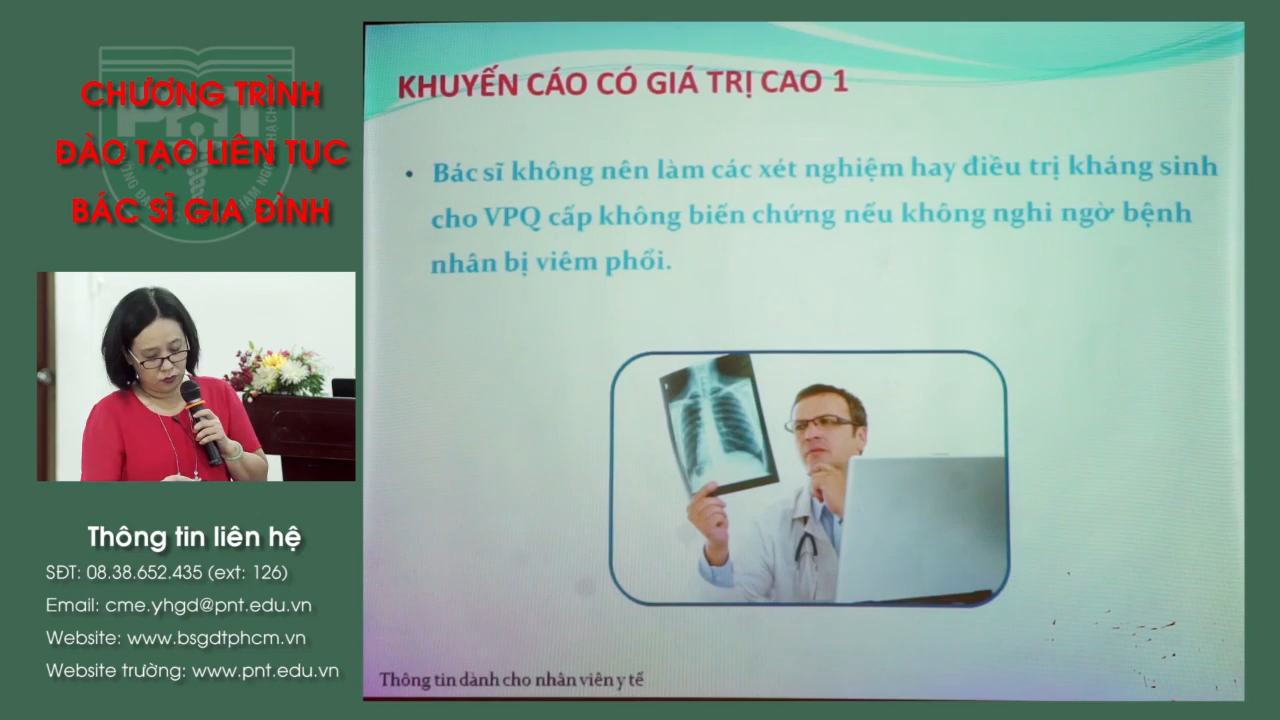 CHƯƠNG TRÌNH
ĐÀO TẠO LIÊN TỤC
BÁC SĨ GIA ĐÌNH
PNT
Thông tin liên hệ
SĐT: 08.38.652.435 (ext: 126)
Email: cme.yhgd@pnt.edu.vn
Website: www.bsgdtphcm.vn
Website trường: www.pnt.edu.vn
KHUYẾN CÁO CÓ GIÁ TRỊ CAO 1
• Bác sĩ không nên làm các xét nghiệm hay điều trị kháng sinh
cho VPQ cấp không biến chứng nếu không nghi ngờ bệnh
nhân bị viêm phổi.
Thông tin dành cho nhân viên y tế